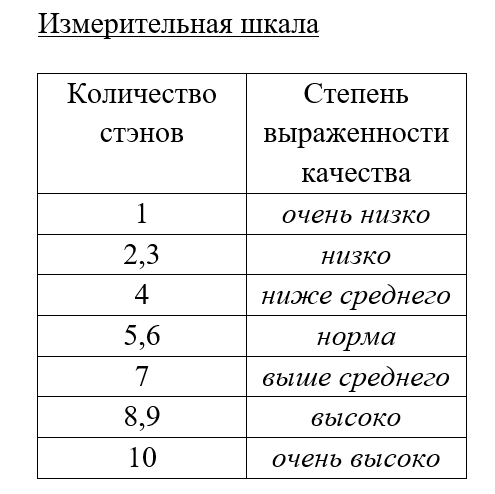 Измерительная шкала
Количество стэнов
Степень выраженности качества
1 очень низко
2,3 низко
4 ниже среднего
5,6 норма
7 выше среднего
8,9 высоко
10 очень высоко